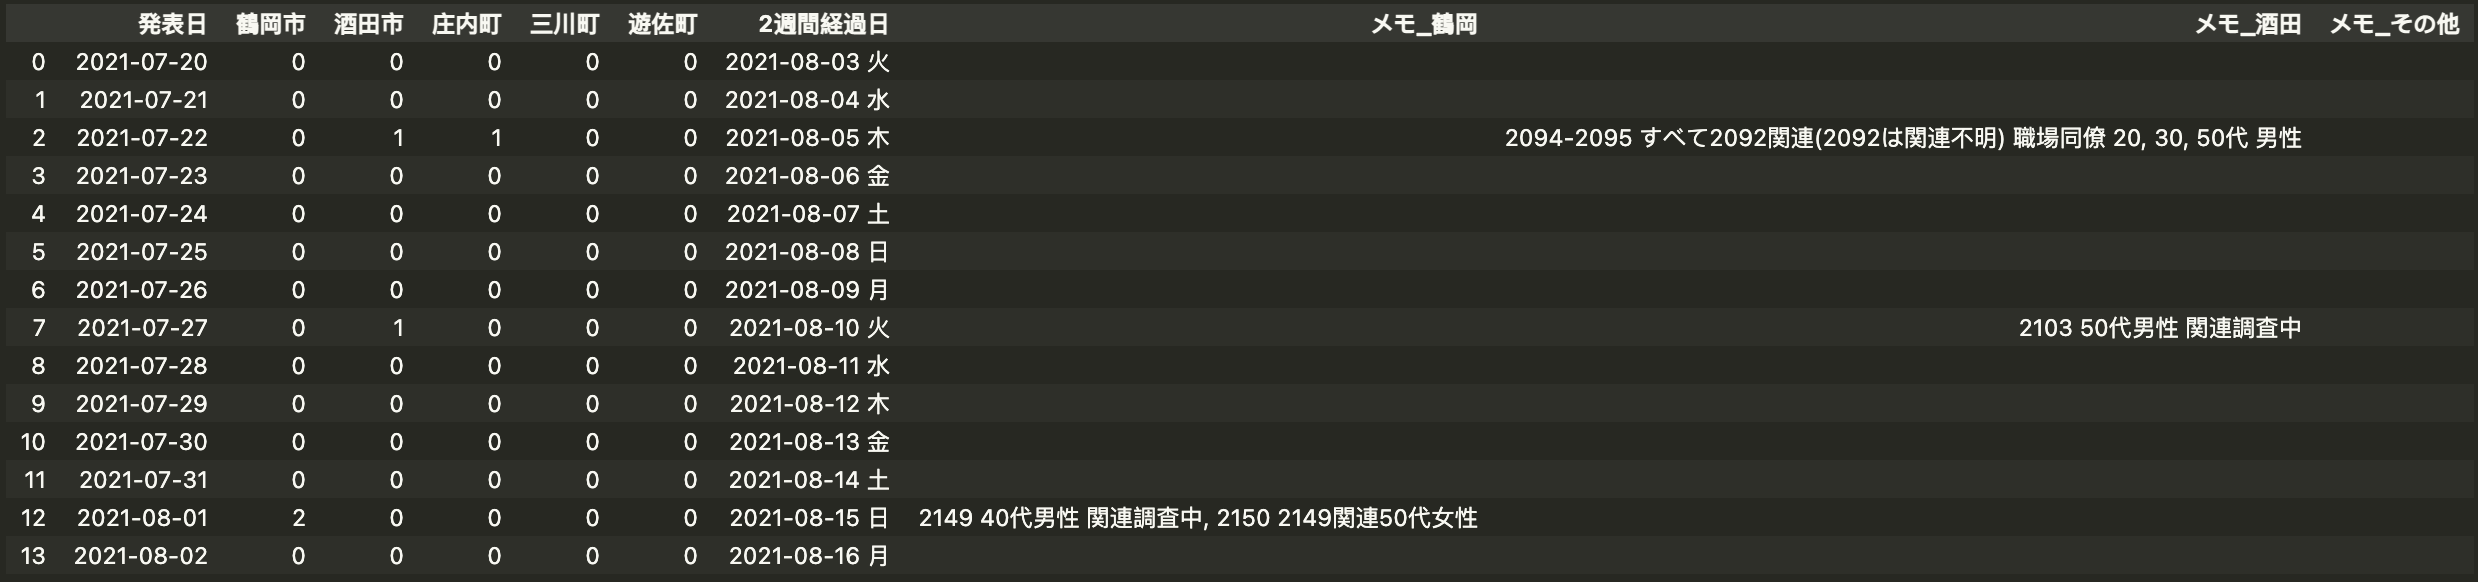 発表日 鶴岡市 酒田市 庄内町 三川町 遊佐町 2週間経過日 メモ_鶴岡 メモ_酒田 メモ_その他
0 2021-07-20 0 0 0 0 0 2021-08-03 火
1 2021-07-21 0 0 0 0 0 2021-08-04 水
2 2021-07-22 0 1 1 0 0 2021-08-05 木 2094-2095 すべて2092関連(2092は関連不明) 職場同僚 20, 30, 50代 男性
3 2021-07-23 0 0 0 0 0 2021-08-06 金
4 2021-07-24 0 0 0 0 0 2021-08-07 土
5 2021-07-25 0 0 0 0 0 2021-08-08 日
6 2021-07-26 0 0 0 0 0 2021-08-09 月
7 2021-07-27 0 1 0 0 0 2021-08-10 火 2103 50代男性 関連調査中
8 2021-07-28 0 0 0 0 0 2021-08-11 水
9 2021-07-29 0 0 0 0 0 2021-08-12 木
10 2021-07-30 0 0 0 0 0 2021-08-13 金
11 2021-07-31 0 0 0 0 0 2021-08-14 土
12 2021-08-01 2 0 0 0 0 2021-08-15 日 2149 40代男性 関連調査中, 2150 2149関連50代女性
13 2021-08-02 0 0 0 0 0 2021-08-16 月